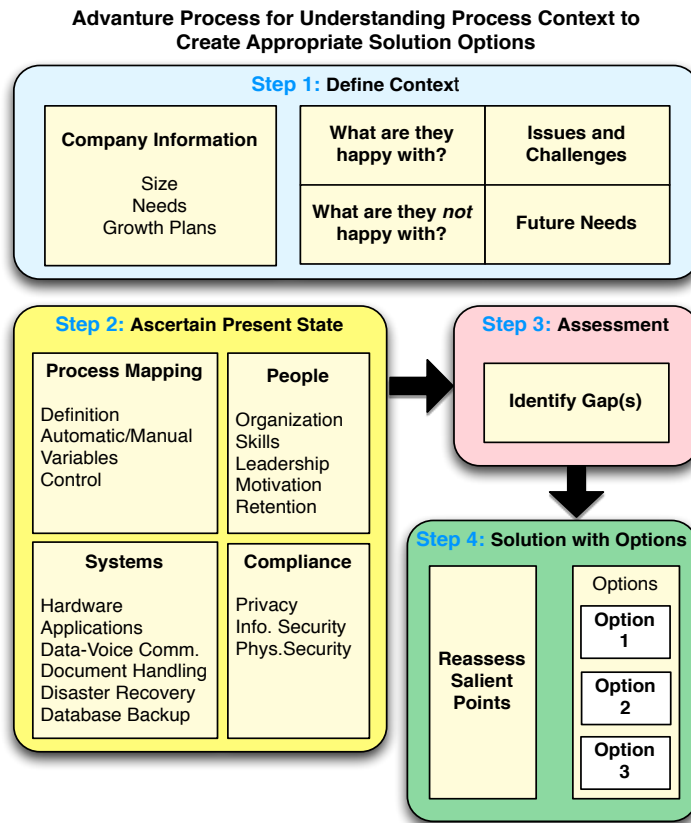 Advanture Process for Understanding Process Context to
Create Appropriate Solution Options
Step 1: Define Context
Company Information
Size
Needs
Growth Plans
What are they
happy with?
Issues and
Challenges
What are they not
happy with?
Future Needs
Step 2: Ascertain Present State
Process Mapping
Definition
Automatic/Manual
Variables
Control
People
Organization
Skills
Leadership
Motivation
Retention
Systems
Hardware
Applications
Data-Voice Comm.
Document Handling
Disaster Recovery
Database Backup
Compliance
Privacy
Info. Security
Phys.Security
Step 3: Assessment
Identify Gap(s)
Step 4: Solution with Options
Reassess
Salient
Points
Options
Option
1
Option
2
Option
3